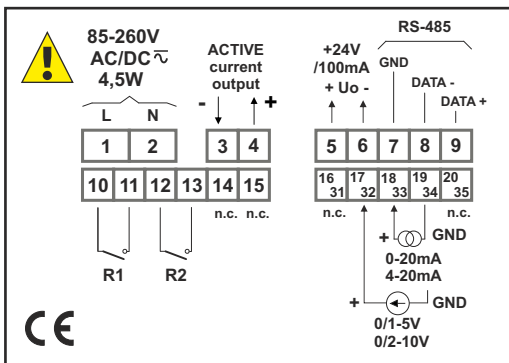 85-260V
AC/DC
4,5W
L N
ACTIVE
current
output
- +
+24V
/100mA
+ Uo -
RS-485
GND
DATA -
DATA +
1 2 3 4 5 6 7 8 9
10 11 12 13 14 15 16 31 17 32 18 33 19 34 20 35
n.c. n.c. n.c. n.c.
R1 R2
+ GND
0-20mA
4-20mA
+ GND
0/1-5V
0/2-10V
CE